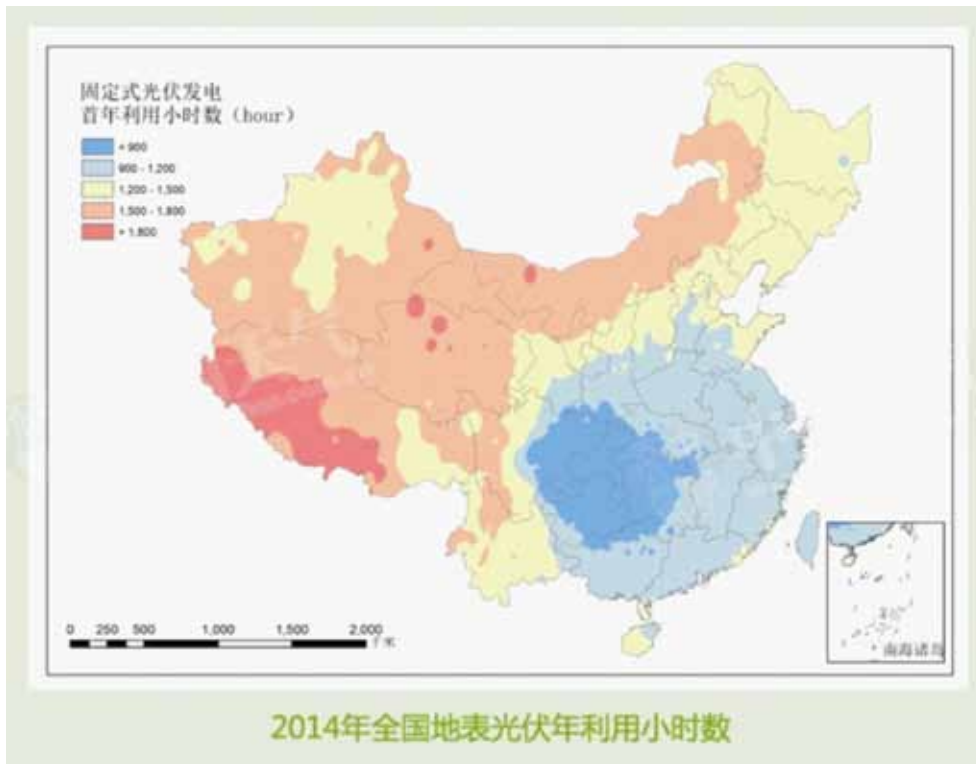 固定式光伏发电
首年利用小时数（hour）
< 900
900 - 1,200
1,200 - 1,500
1,500 - 1,800
> 1,800
0 250 500 1,000 1,500 2,000
千米
南海诸岛
2014年全国地表光伏年利用小时数